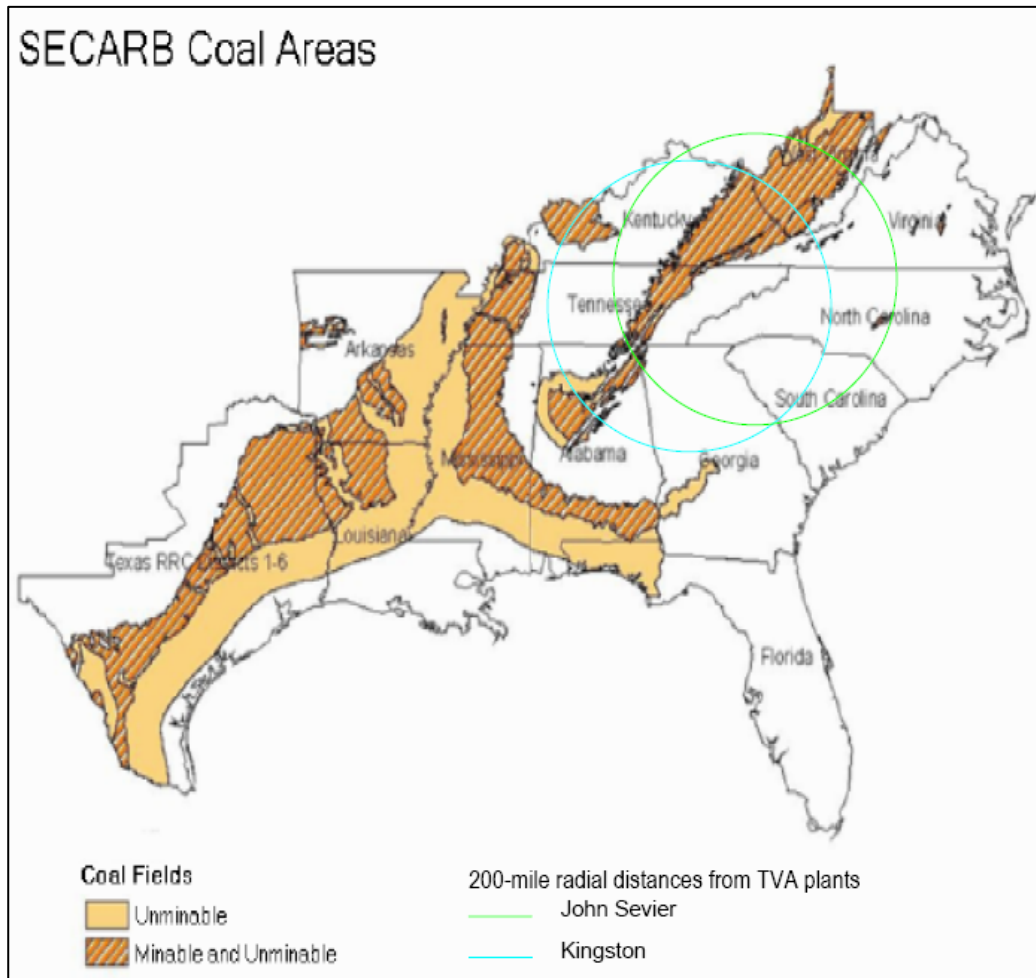 SECARB Coal Areas
Kentucky
Virginia
Tennessee
North Carolina
Arkansas
South Carolina
Mississippi
Alabama
Georgia
Louisiana
Texas RRC Districts 1-6
Florida
Coal Fields
Unminable
Minable and Unminable
200-mile radial distances from TVA plants
John Sevier
Kingston